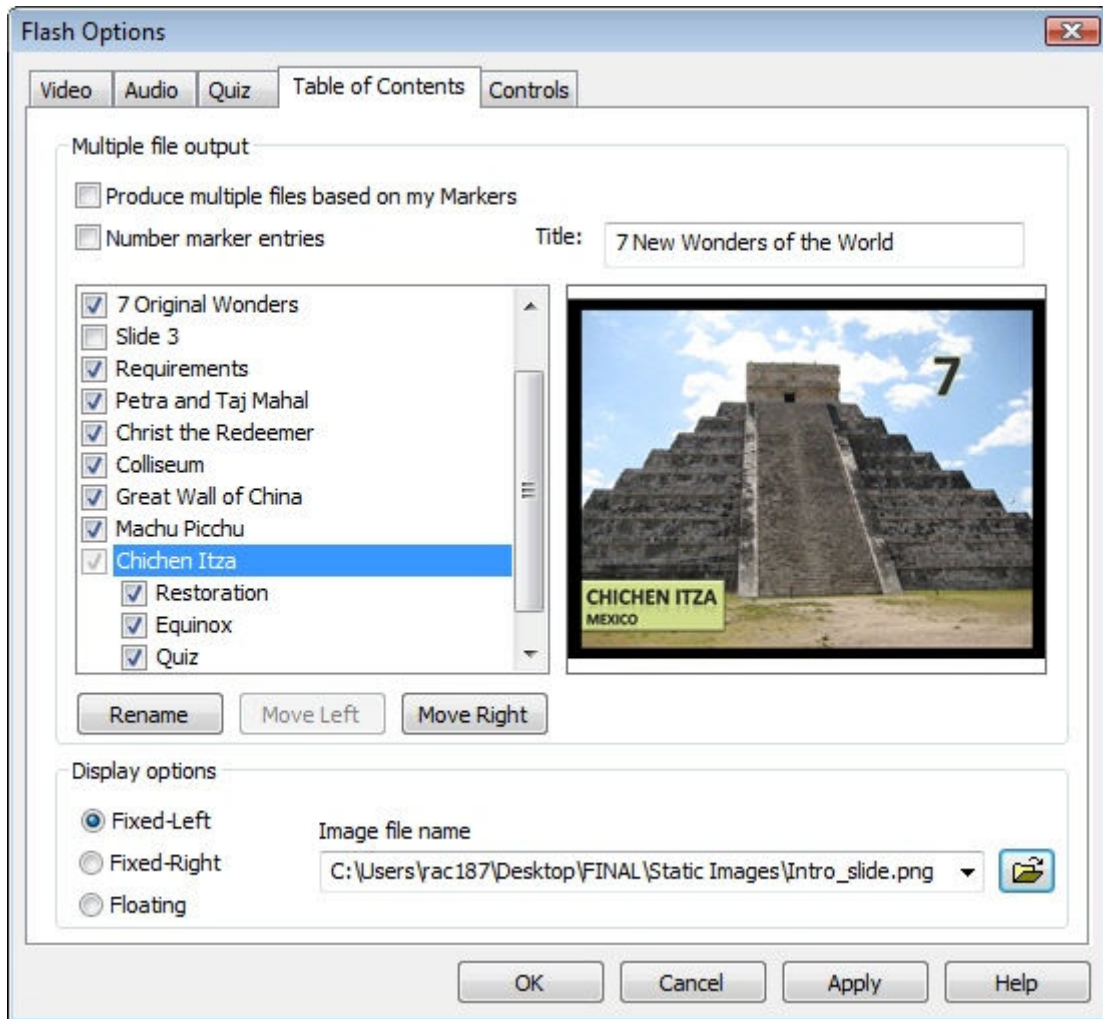 Flash Options
Video Audio Quiz Table of Contents Controls
Multiple file output
Produce multiple files based on my Markers
Number marker entries
Title: 7 New Wonders of the World
7 Original Wonders
Slide 3
Requirements
Petra and Taj Mahal
Christ the Redeemer
Colliseum
Great Wall of China
Machu Picchu
Chichen Itza
Restoration
Equinox
Quiz
7
CHICHEN ITZA
MEXICO
Rename Move Left Move Right
Display options
Fixed-Left
Fixed-Right
Floating
Image file name
C:\Users\rac187\Desktop\FINAL\Static Images\Intro_slide.png
OK Cancel Apply Help